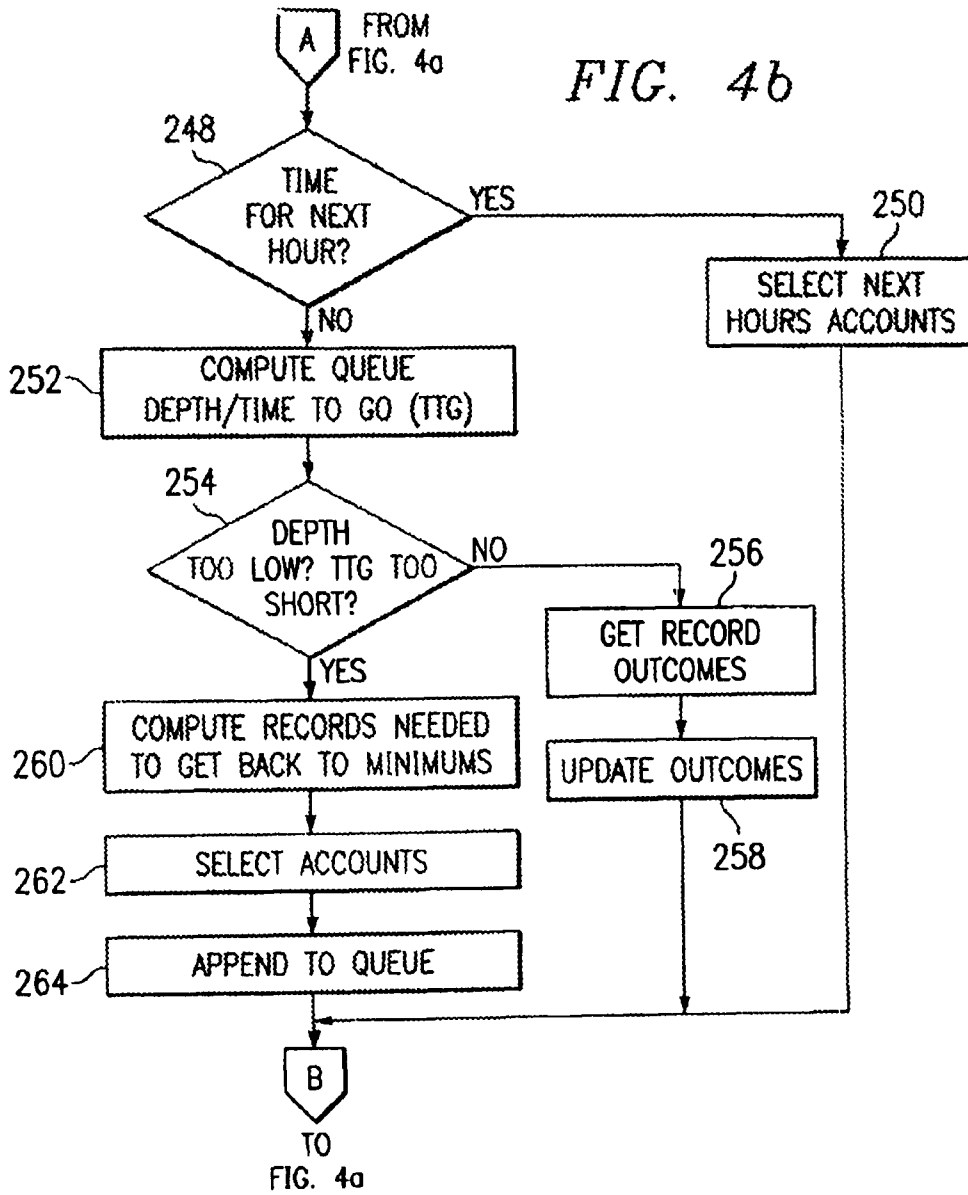 A
FROM
FIG. 4a
FIG. 4b
248
TIME
FOR NEXT
HOUR?
YES
250
SELECT NEXT
HOURS ACCOUNTS
NO
252
COMPUTE QUEUE
DEPTH/TIME TO GO (TTG)
254
DEPTH
TOO LOW? TTG TOO
SHORT?
NO
256
GET RECORD
OUTCOMES
YES
260
COMPUTE RECORDS NEEDED
TO GET BACK TO MINIMUMS
UPDATE OUTCOMES
258
262
SELECT ACCOUNTS
264
APPEND TO QUEUE
B
TO
FIG. 4a